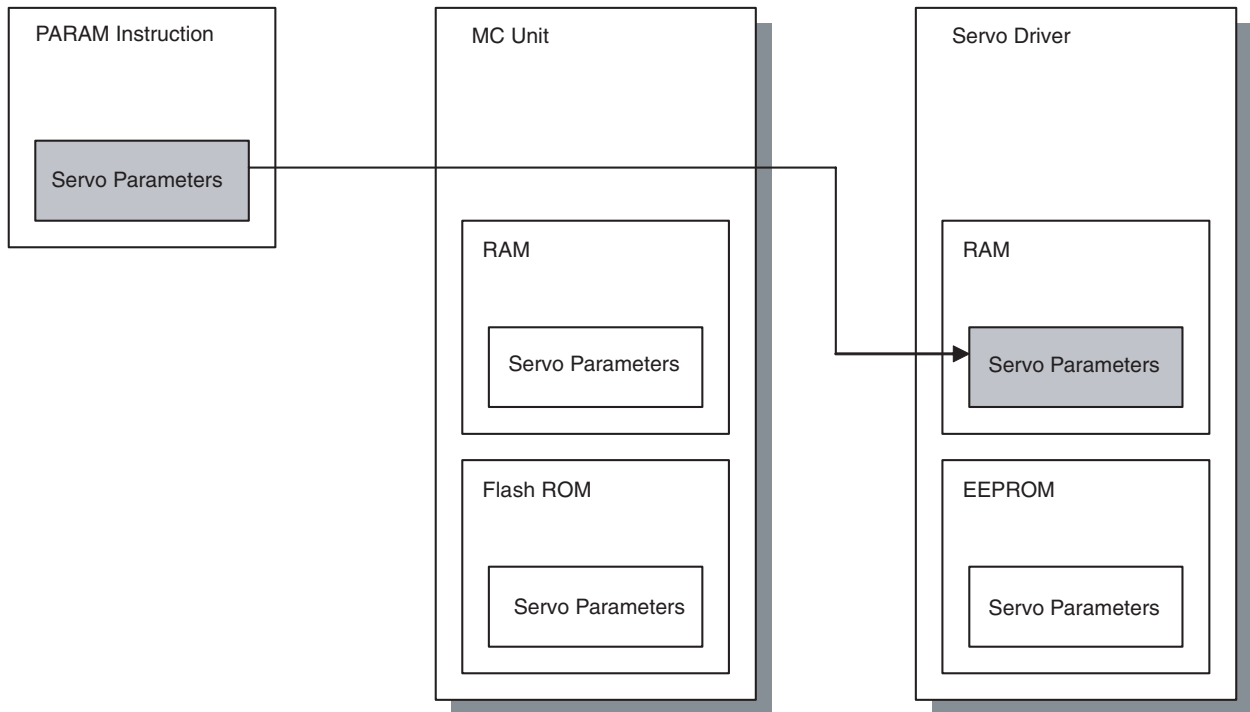 PARAM Instruction
Servo Parameters
MC Unit
RAM
Servo Parameters
Flash ROM
Servo Parameters
Servo Driver
RAM
Servo Parameters
EEPROM
Servo Parameters